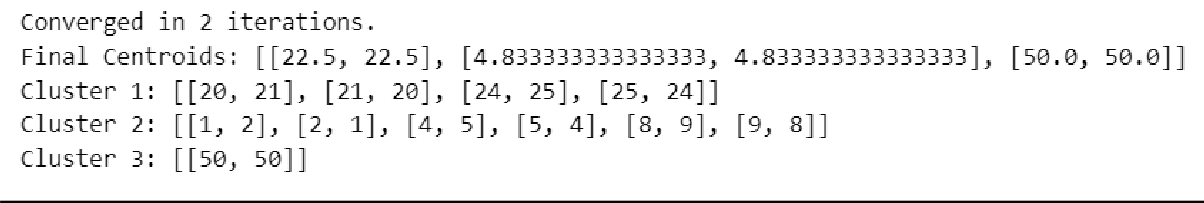 Converged in 2 iterations.
Final Centroids: [[22.5, 22.5], [4.833333333333333, 4.833333333333333], [50.0, 50.0]]
Cluster 1: [[20, 21], [21, 20], [24, 25], [25, 24]]
Cluster 2: [[1, 2], [2, 1], [4, 5], [5, 4], [8, 9], [9, 8]]
Cluster 3: [[50, 50]]